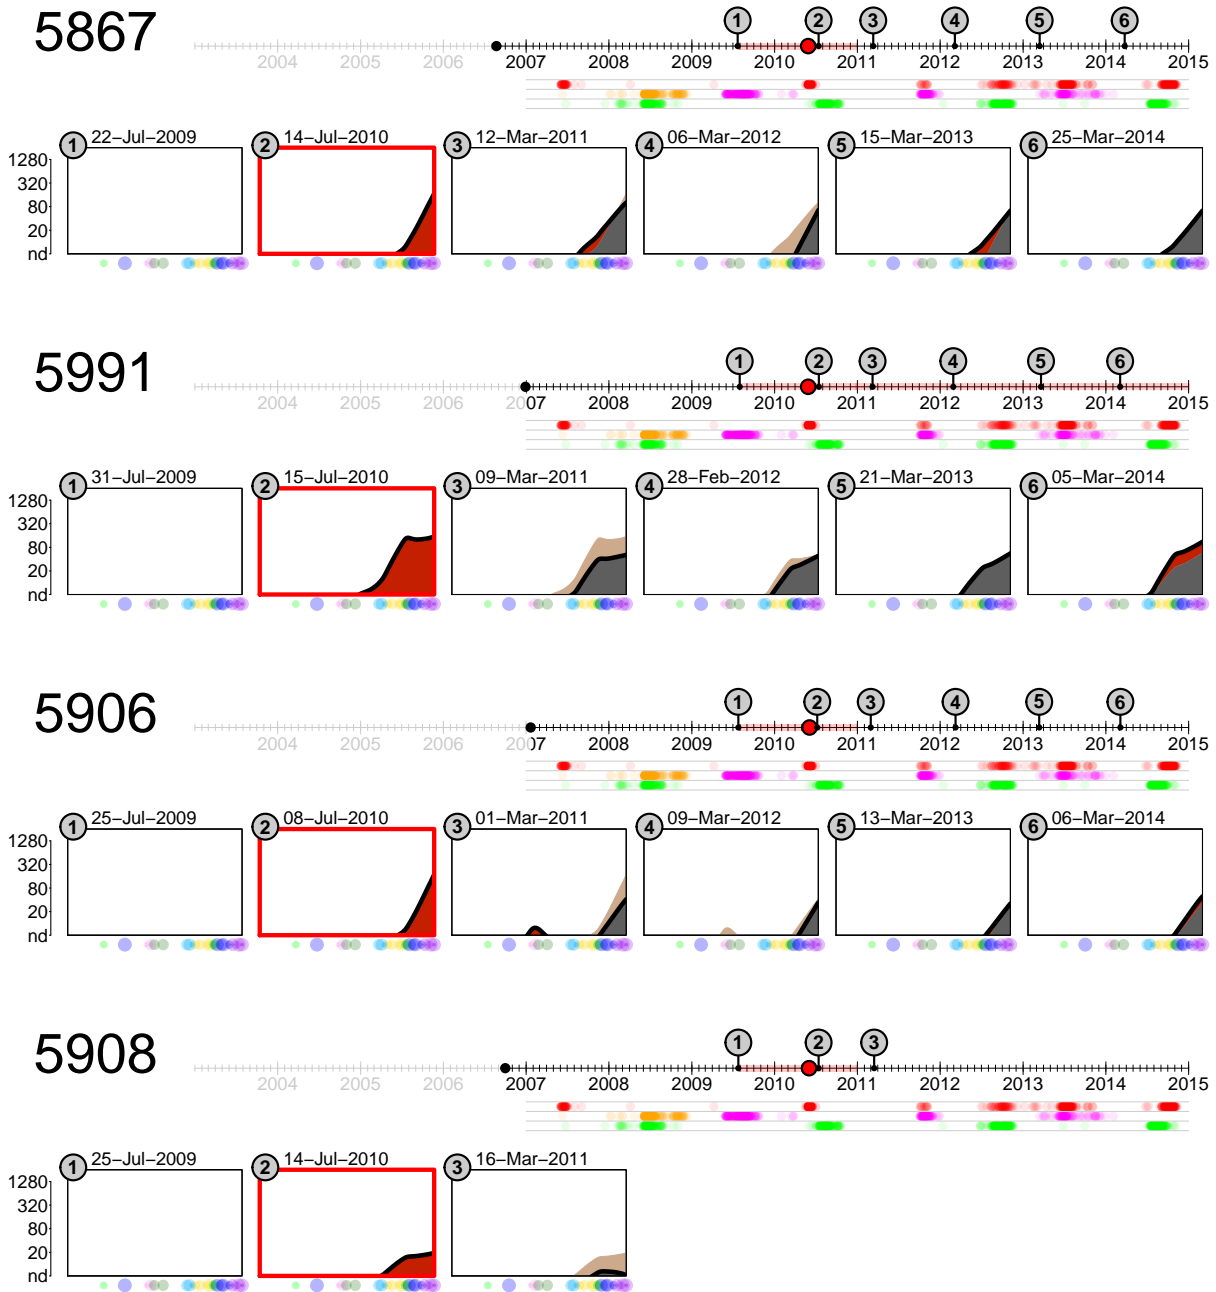 5867
1 2 3 4 5 6
2004 2005 2006 2007 2008 2009 2010 2011 2012 2013 2014 2015
1 22–Jul–2009 2 14–Jul–2010 3 12–Mar–2011 4 06–Mar–2012 5 15–Mar–2013 6 25–Mar–2014
1280
320
80
20
nd
5991
1 2 3 4 5 6
2004 2005 2006 2007 2008 2009 2010 2011 2012 2013 2014 2015
1 31–Jul–2009 2 15–Jul–2010 3 09–Mar–2011 4 28–Feb–2012 5 21–Mar–2013 6 05–Mar–2014
1280
320
80
20
nd
5906
1 2 3 4 5 6
2004 2005 2006 2007 2008 2009 2010 2011 2012 2013 2014 2015
1 25–Jul–2009 2 08–Jul–2010 3 01–Mar–2011 4 09–Mar–2012 5 13–Mar–2013 6 06–Mar–2014
1280
320
80
20
nd
5908
1 2 3
2004 2005 2006 2007 2008 2009 2010 2011 2012 2013 2014 2015
1 25–Jul–2009 2 14–Jul–2010 3 16–Mar–2011
1280
320
80
20
nd